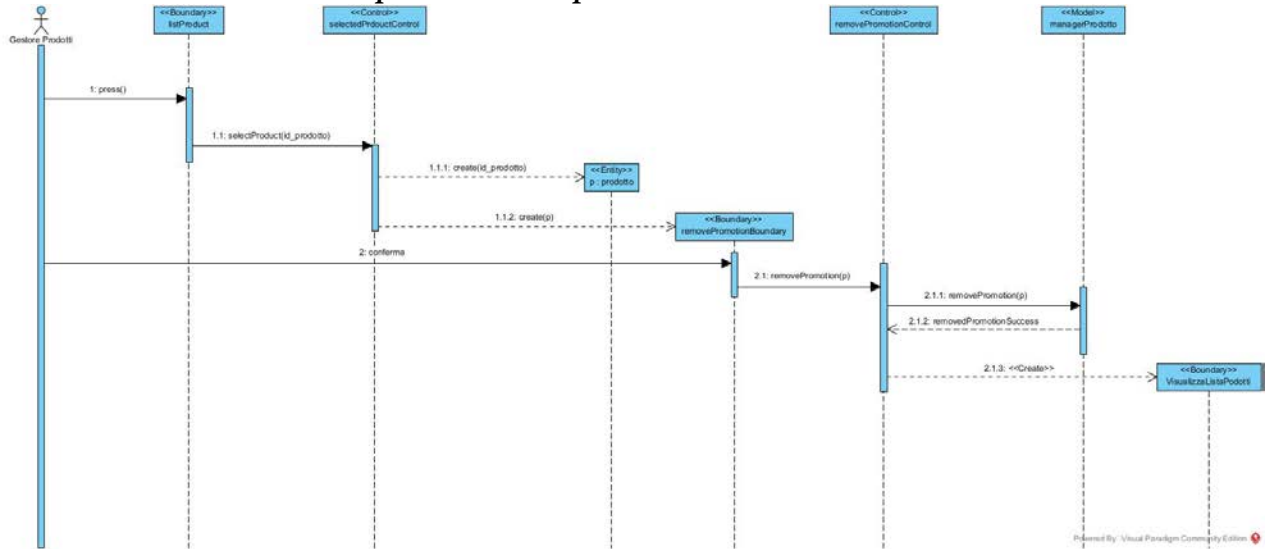 <<Boundary>>
listProduct
<<Control>>
selectedPrdouctControl
<<Control>>
removePromotionControl
<<Model>>
managerProdotto
Gestore Prodotti
1: press()
1.1: selectProduct(id_prodotto)
1.1.1: create(id_prodotto)
<<Entity>>
p : prodotto
1.1.2: create(p)
<<Boundary>>
removePromotionBoundary
2: conferma
2.1: removePromotion(p)
2.1.1: removePromotion(p)
2.1.2: removedPromotionSuccess
2.1.3: <<Create>>
<<Boundary>>
VisualizzaListaPodotti
Powered By Visual Paradigm Community Edition